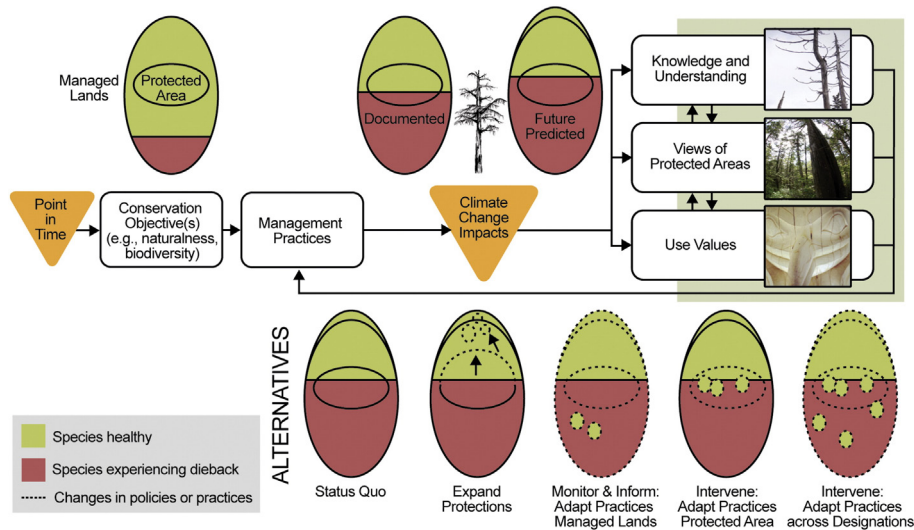 Managed
Lands
Protected
Area
Documented
Future
Predicted
Knowledge and
Understanding
Views of
Protected Areas
Use Values
Point
in
Time
Conservation
Objective(s)
(e.g., naturalness,
biodiversity)
Management
Practices
Climate
Change
Impacts
ALTERNATIVES
Species healthy
Species experiencing dieback
Changes in policies or practices
Status Quo
Expand
Protections
Monitor & Inform:
Adapt Practices
Managed Lands
Intervene:
Adapt Practices
Protected Area
Intervene:
Adapt Practices
across Designations